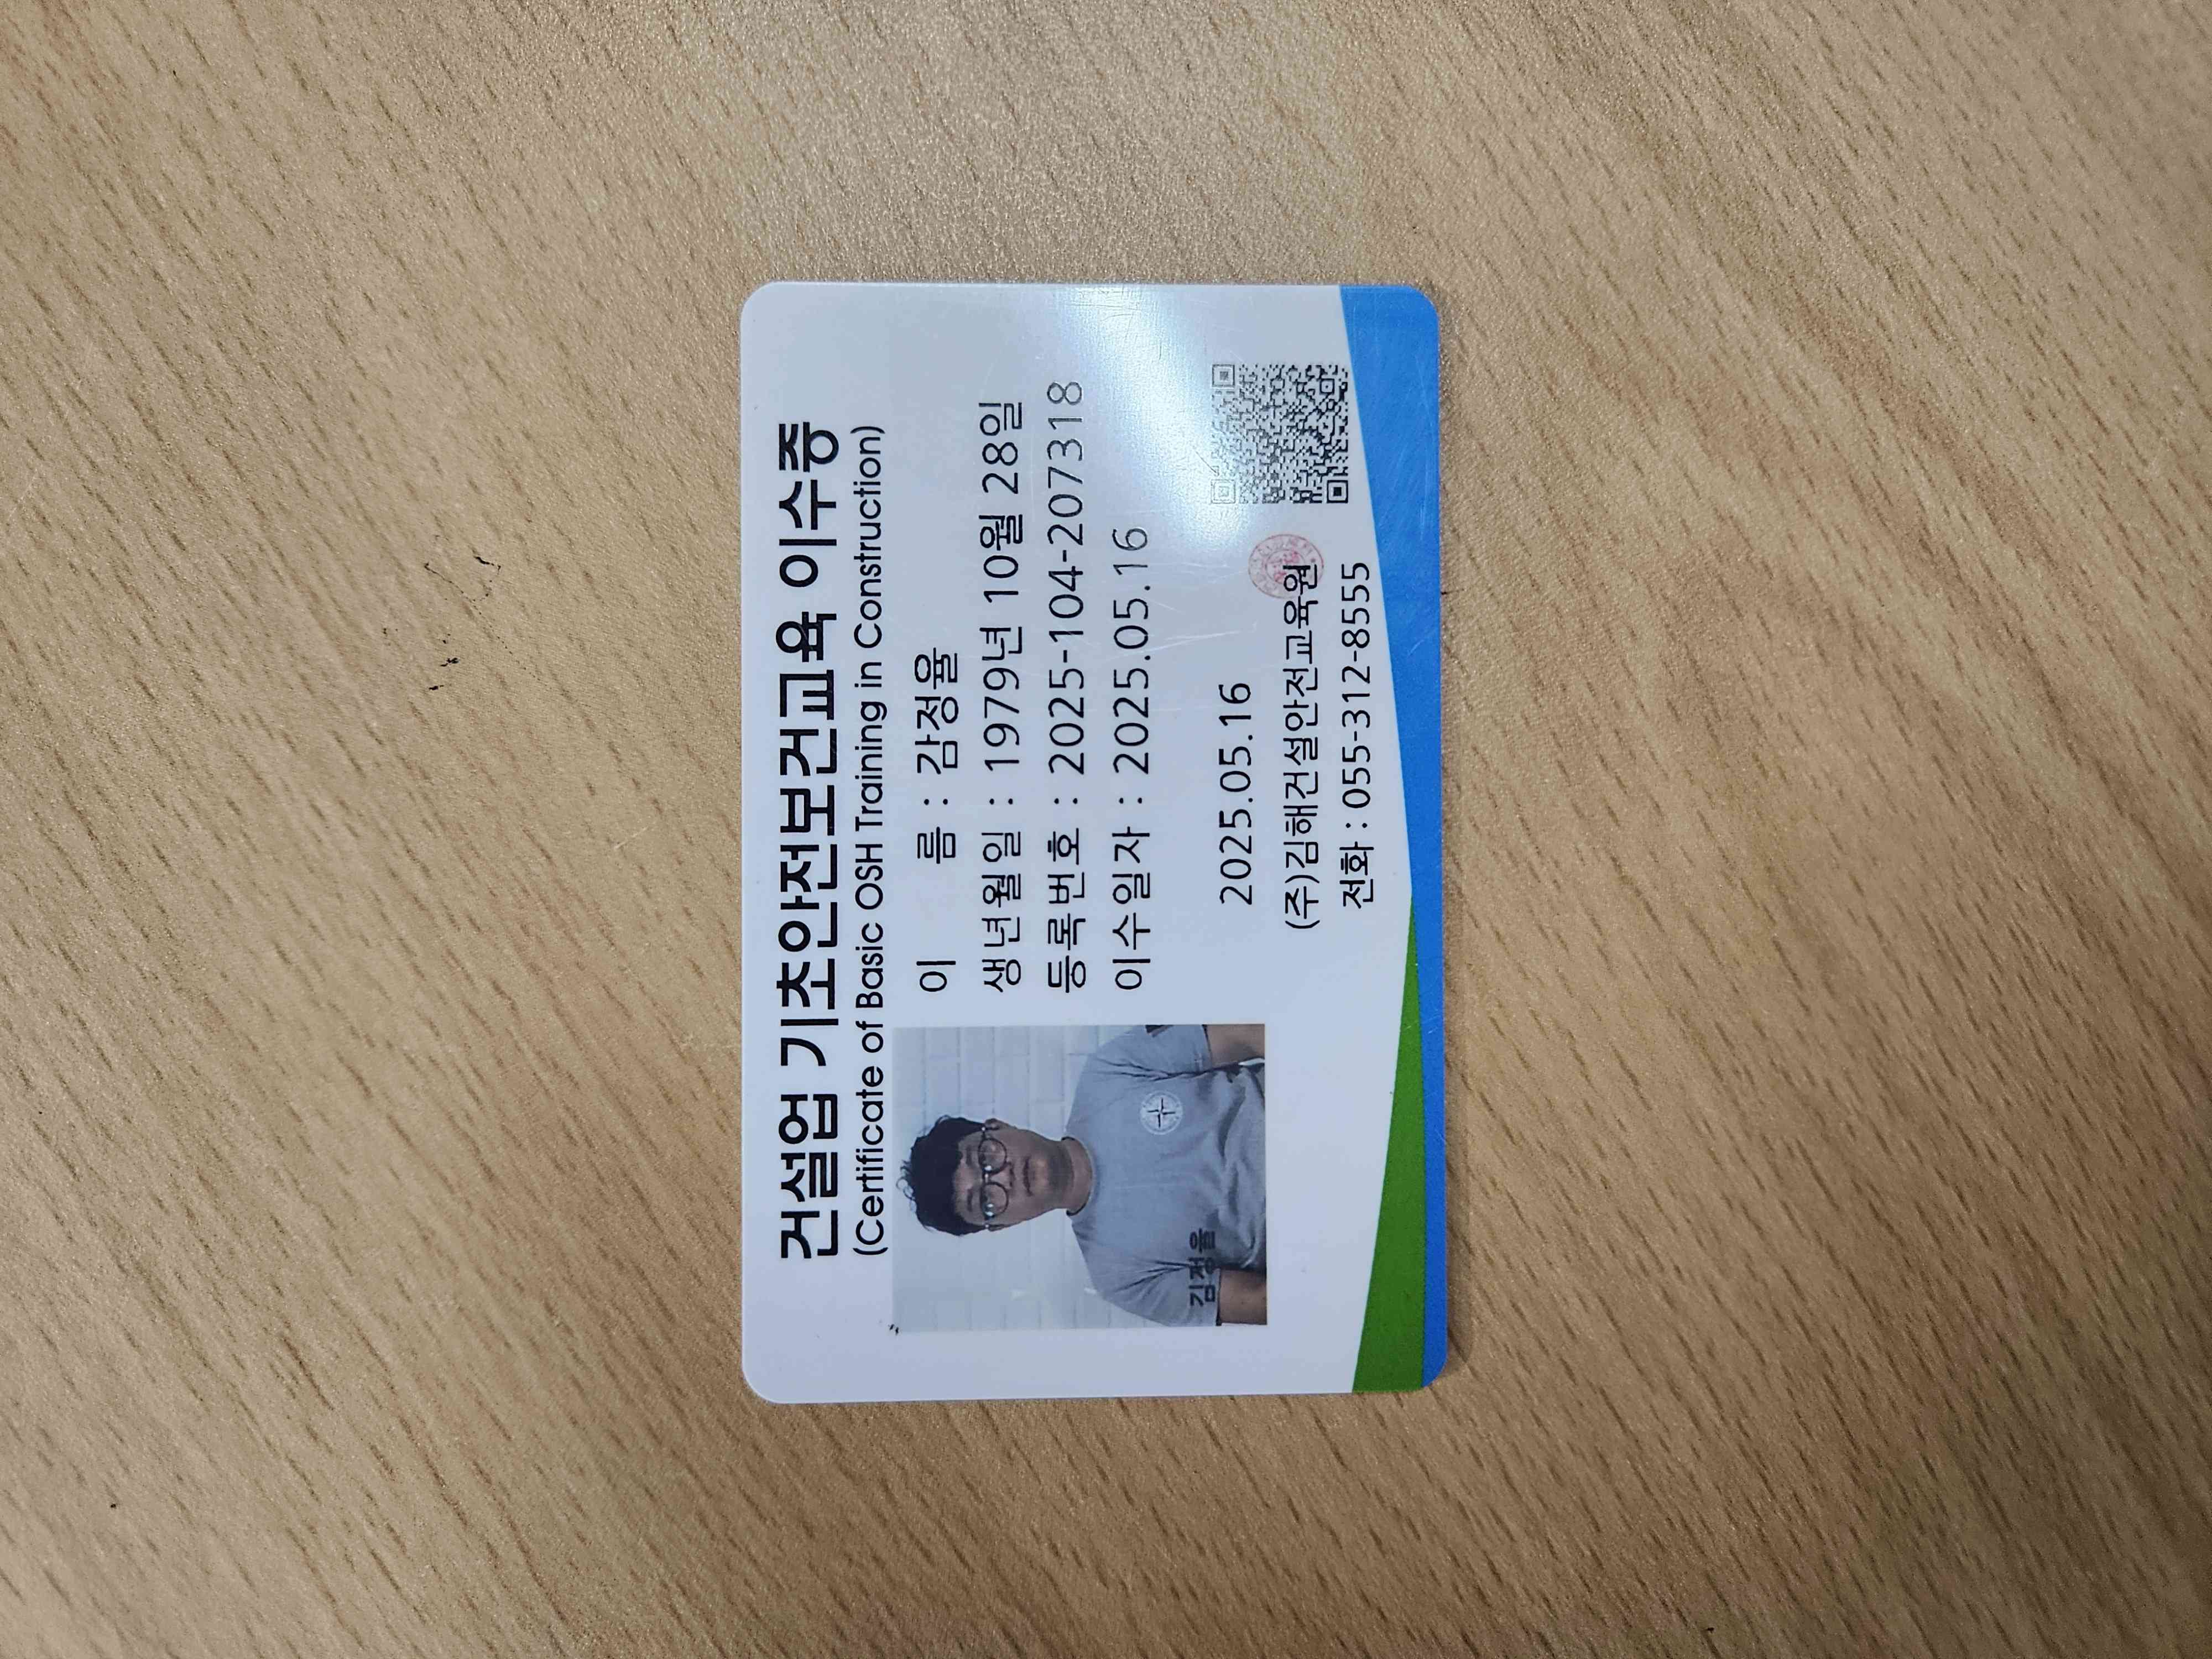 건설업 기초안전보건교육 이수증
(Certificate of Basic OSH Training in Construction)
이 름 : 감정율
생년월일 : 1979년 10월 28일
등록번호 : 2025-104-207318
이수일자 : 2025.05.16
김정율
2025.05.16
(주)김해건설안전교육원
전화 : 055-312-8555